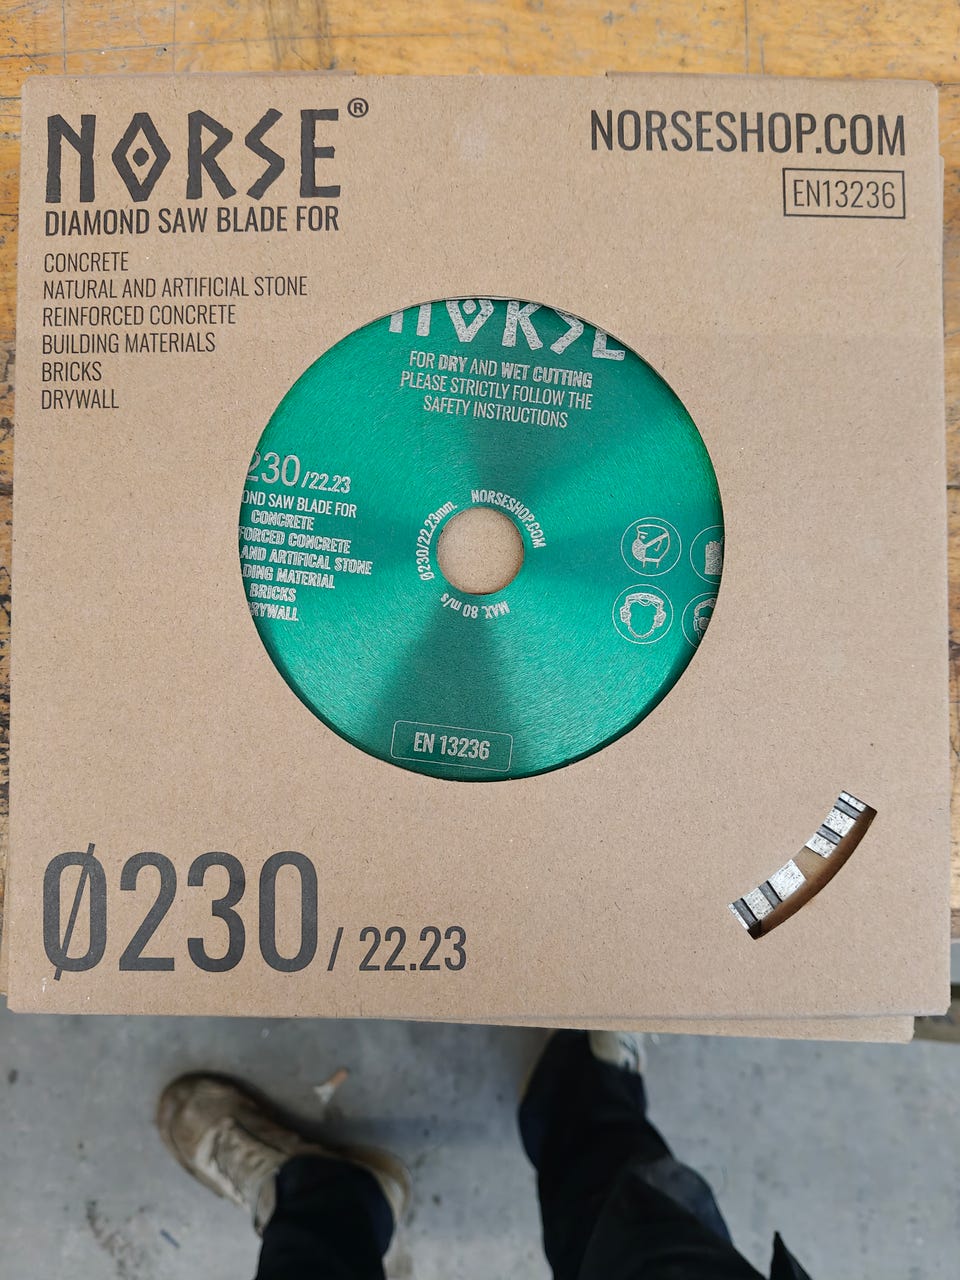 NORSE®
DIAMOND SAW BLADE FOR
CONCRETE
NATURAL AND ARTIFICIAL STONE
REINFORCED CONCRETE
BUILDING MATERIALS
BRICKS
DRYWALL
NORSESHOP.COM
EN13236
NORSE
FOR DRY AND WET CUTTING
PLEASE STRICTLY FOLLOW THE
SAFETY INSTRUCTIONS
230/22.23
OND SAW BLADE FOR
CONCRETE
FORCED CONCRETE
AND ARTIFICAL STONE
DING MATERIAL
BRICKS
RYWALL
Ø230/22.23mm.
NORSESHOP.COM
MAX. 80 m/s
EN 13236
Ø230/ 22.23